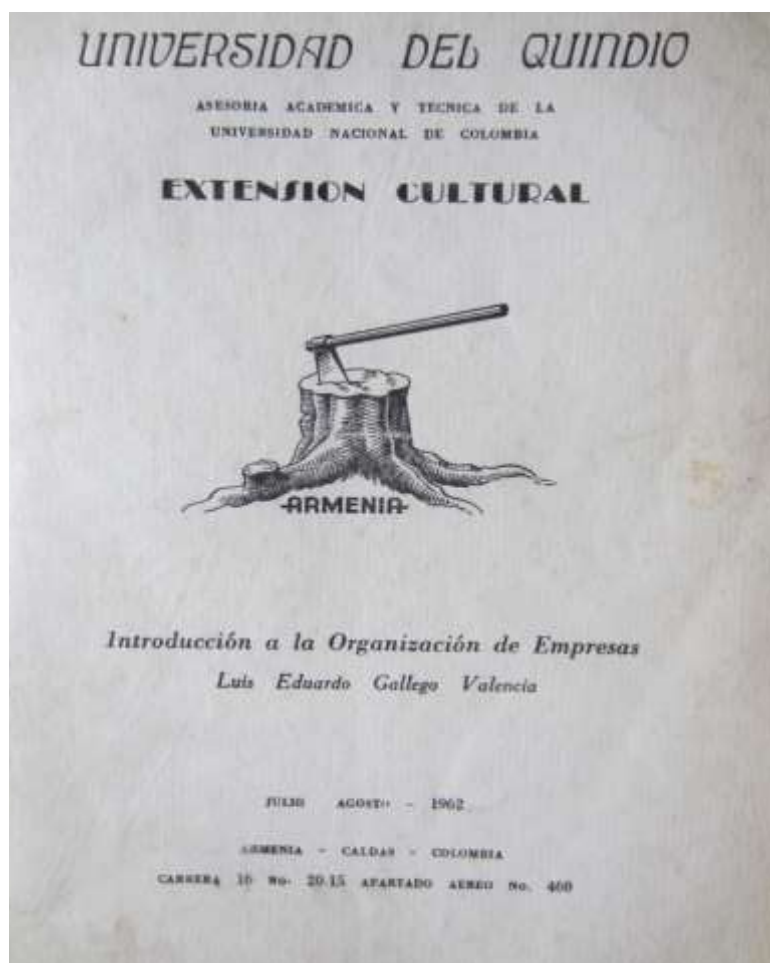 UNIVERSIDAD DEL QUINDIO
ASESORIA ACADEMICA Y TECNICA DE LA
UNIVERSIDAD NACIONAL DE COLOMBIA
EXTENSION CULTURAL
ARMENIA
Introducción a la Organización de Empresas
Luis Eduardo Gallego Valencia
JULIO AGOSTO - 1962
ARMENIA - CALDAS - COLOMBIA
CARRERA 16 No. 20.15 APARTADO AEREO No. 460